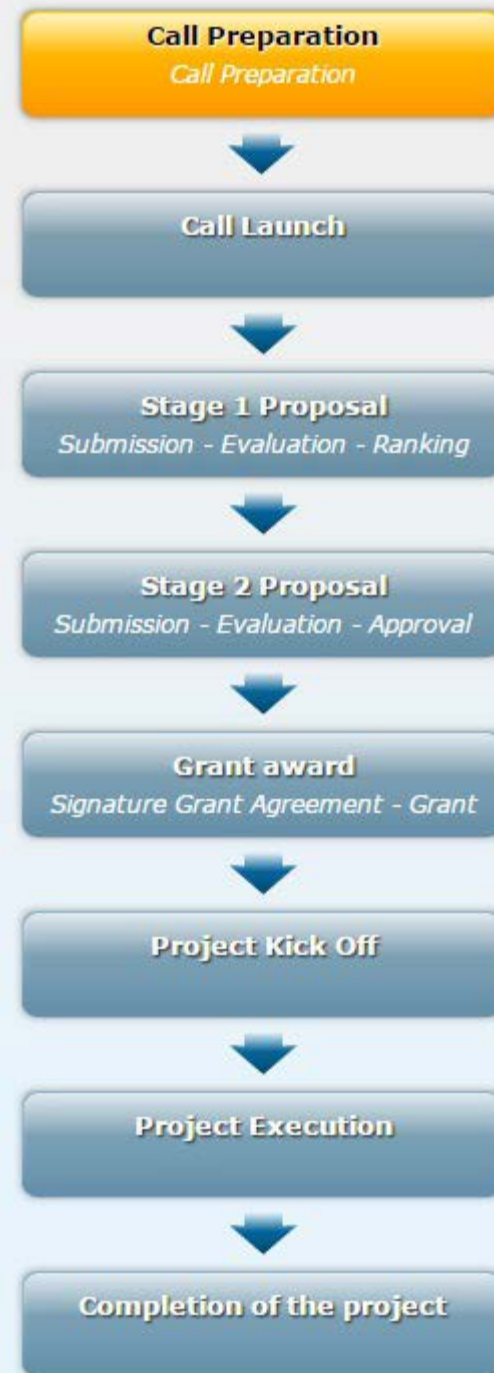 Call Preparation
Call Preparation
Call Launch
Stage 1 Proposal
Submission - Evaluation - Ranking
Stage 2 Proposal
Submission - Evaluation - Approval
Grant award
Signature Grant Agreement - Grant
Project Kick Off
Project Execution
Completion of the project